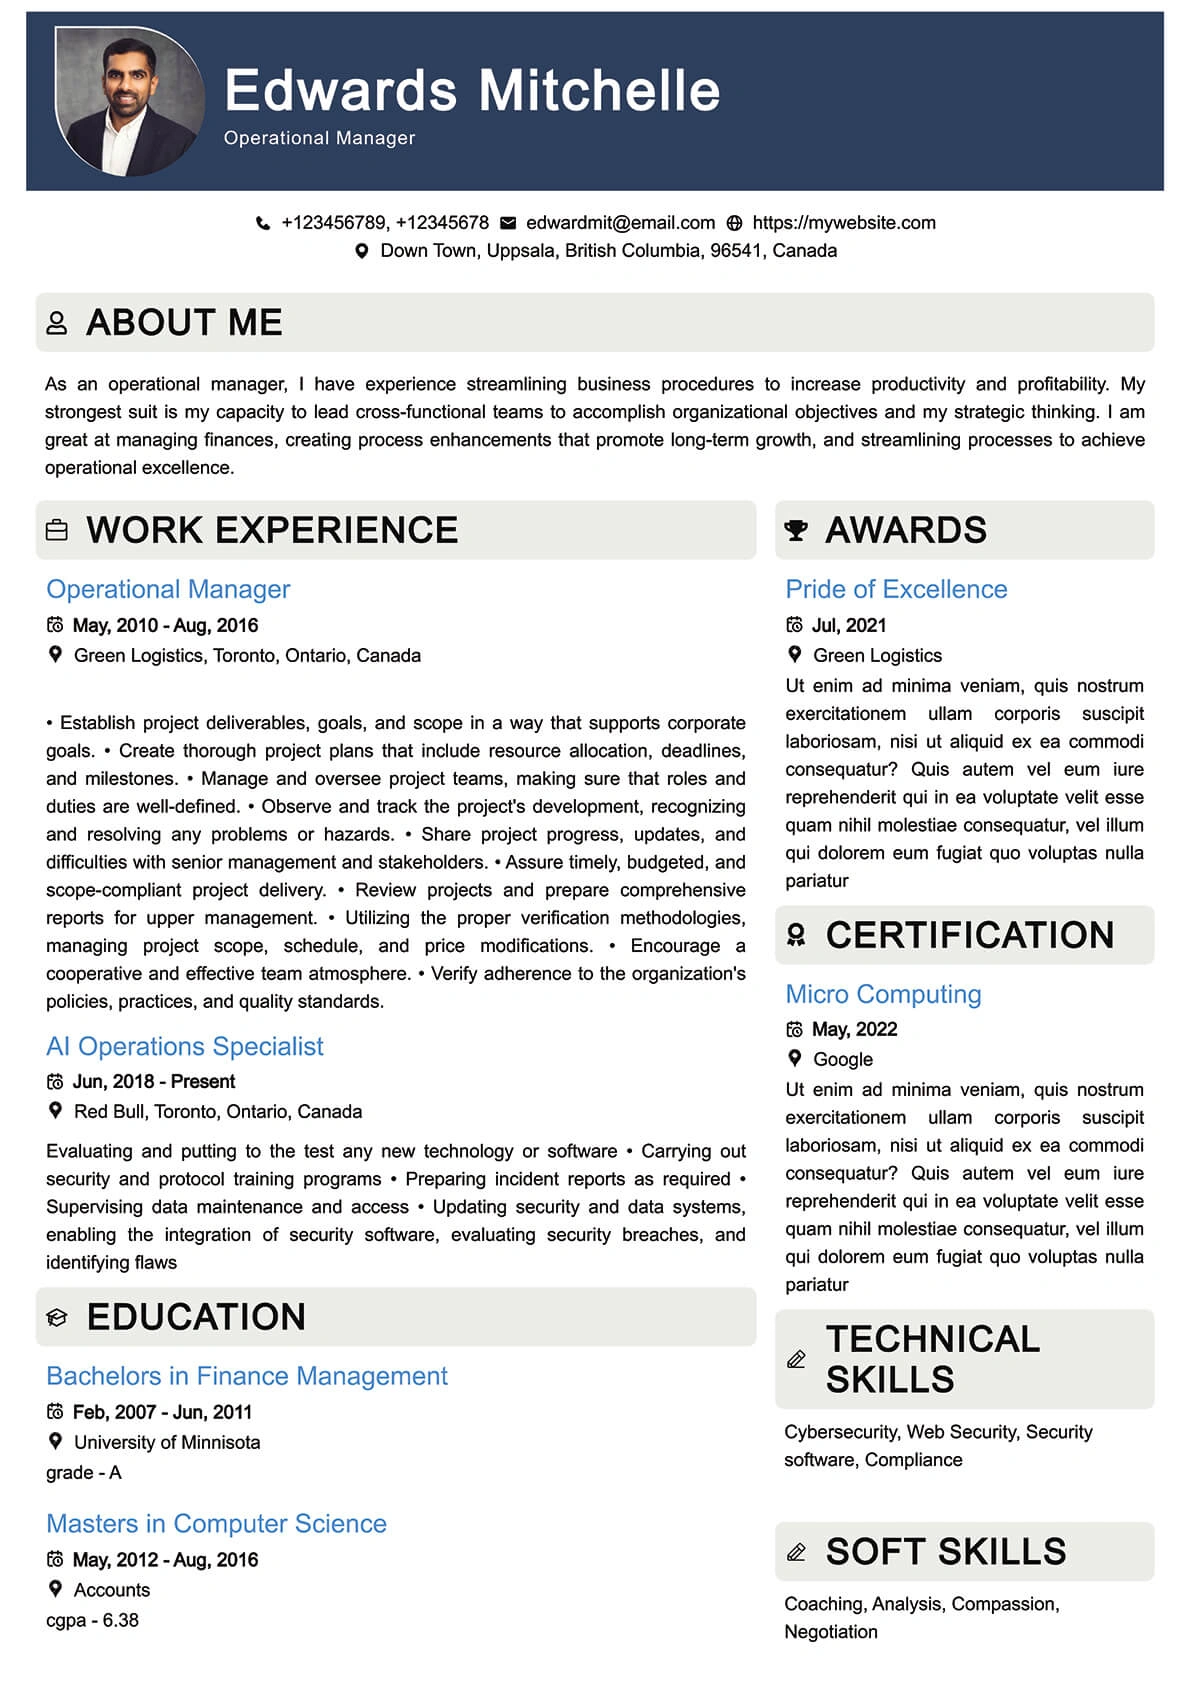 Edwards Mitchelle
Operational Manager
+123456789, +12345678 edwardmit@email.com https://mywebsite.com
Down Town, Uppsala, British Columbia, 96541, Canada
ABOUT ME
As an operational manager, I have experience streamlining business procedures to increase productivity and profitability. My
strongest suit is my capacity to lead cross-functional teams to accomplish organizational objectives and my strategic thinking. I am
great at managing finances, creating process enhancements that promote long-term growth, and streamlining processes to achieve
operational excellence.
WORK EXPERIENCE
Operational Manager
May, 2010 - Aug, 2016
Green Logistics, Toronto, Ontario, Canada
• Establish project deliverables, goals, and scope in a way that supports corporate
goals. • Create thorough project plans that include resource allocation, deadlines,
and milestones. • Manage and oversee project teams, making sure that roles and
duties are well-defined. • Observe and track the project's development, recognizing
and resolving any problems or hazards. • Share project progress, updates, and
difficulties with senior management and stakeholders. • Assure timely, budgeted, and
scope-compliant project delivery. • Review projects and prepare comprehensive
reports for upper management. • Utilizing the proper verification methodologies,
managing project scope, schedule, and price modifications. • Encourage a
cooperative and effective team atmosphere. • Verify adherence to the organization's
policies, practices, and quality standards.
AI Operations Specialist
Jun, 2018 - Present
Red Bull, Toronto, Ontario, Canada
Evaluating and putting to the test any new technology or software • Carrying out
security and protocol training programs • Preparing incident reports as required •
Supervising data maintenance and access • Updating security and data systems,
enabling the integration of security software, evaluating security breaches, and
identifying flaws
EDUCATION
Bachelors in Finance Management
Feb, 2007 - Jun, 2011
University of Minnisota
grade - A
Masters in Computer Science
May, 2012 - Aug, 2016
Accounts
cgpa - 6.38
AWARDS
Pride of Excellence
Jul, 2021
Green Logistics
Ut enim ad minima veniam, quis nostrum
exercitationem ullam corporis suscipit
laboriosam, nisi ut aliquid ex ea commodi
consequatur? Quis autem vel eum iure
reprehenderit qui in ea voluptate velit esse
quam nihil molestiae consequatur, vel illum
qui dolorem eum fugiat quo voluptas nulla
pariatur
CERTIFICATION
Micro Computing
May, 2022
Google
Ut enim ad minima veniam, quis nostrum
exercitationem ullam corporis suscipit
laboriosam, nisi ut aliquid ex ea commodi
consequatur? Quis autem vel eum iure
reprehenderit qui in ea voluptate velit esse
quam nihil molestiae consequatur, vel illum
qui dolorem eum fugiat quo voluptas nulla
pariatur
TECHNICAL
SKILLS
Cybersecurity, Web Security, Security
software, Compliance
SOFT SKILLS
Coaching, Analysis, Compassion,
Negotiation